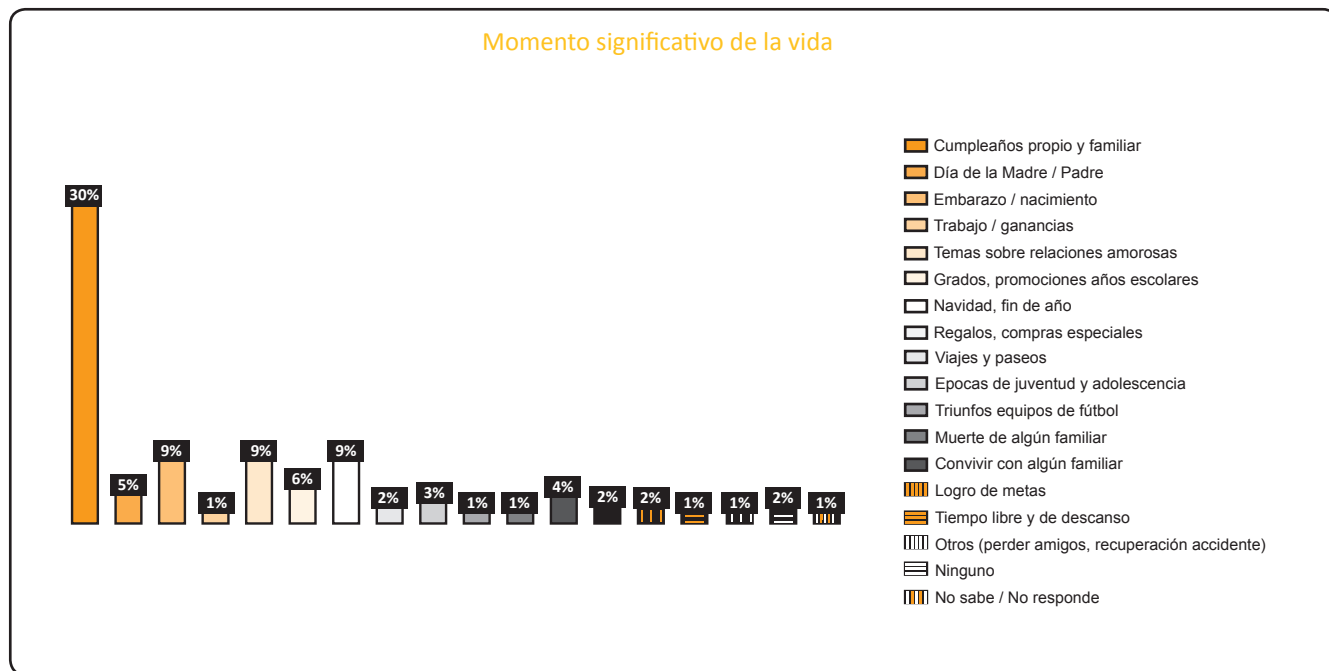 Momento significativo de la vida
30%
5%
9%
1%
9%
6%
9%
2%
3%
1%
1%
4%
2%
2%
1%
1%
2%
1%
Cumpleaños propio y familiar
Día de la Madre / Padre
Embarazo / nacimiento
Trabajo / ganancias
Temas sobre relaciones amorosas
Grados, promociones años escolares
Navidad, fin de año
Regalos, compras especiales
Viajes y paseos
Epocas de juventud y adolescencia
Triunfos equipos de fútbol
Muerte de algún familiar
Convivir con algún familiar
Logro de metas
Tiempo libre y de descanso
Otros (perder amigos, recuperación accidente)
Ninguno
No sabe / No responde